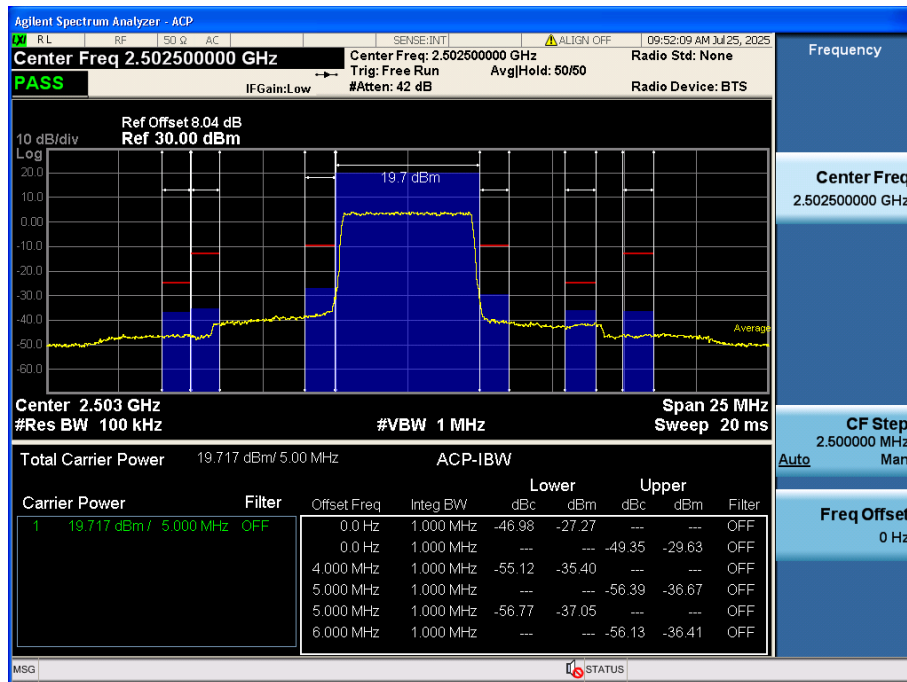 Agilent Spectrum Analyzer - ACP
LXI RL RF 50 Ω AC SENSE:INT ALIGN OFF 09:52:09 AM Jul 25, 2025
Center Freq 2.502500000 GHz
Center Freq: 2.502500000 GHz Radio Std: None
Trig: Free Run Avg|Hold: 50/50
PASS
IFGain:Low #Atten: 42 dB Radio Device: BTS
Ref Offset 8.04 dB
10 dB/div Ref 30.00 dBm
Log
20.0
10.0
0.00
-10.0
-20.0
-30.0
-40.0
-50.0
-60.0
19.7 dBm
Average
Center 2.503 GHz Span 25 MHz
#Res BW 100 kHz #VBW 1 MHz Sweep 20 ms
Total Carrier Power 19.717 dBm/ 5.00 MHz ACP-IBW
Lower Upper
Carrier Power Filter Offset Freq Integ BW dBc dBm dBc dBm Filter
1 19.717 dBm / 5.000 MHz OFF 0.0 Hz 1.000 MHz -46.98 -27.27 --- --- OFF
0.0 Hz 1.000 MHz --- --- -49.35 -29.63 OFF
4.000 MHz 1.000 MHz -55.12 -35.40 --- --- OFF
5.000 MHz 1.000 MHz --- --- -56.39 -36.67 OFF
5.000 MHz 1.000 MHz -56.77 -37.05 --- --- OFF
6.000 MHz 1.000 MHz --- --- -56.13 -36.41 OFF
MSG STATUS
Frequency
Center Freq
2.502500000 GHz
CF Step
2.500000 MHz
Auto Man
Freq Offset
0 Hz